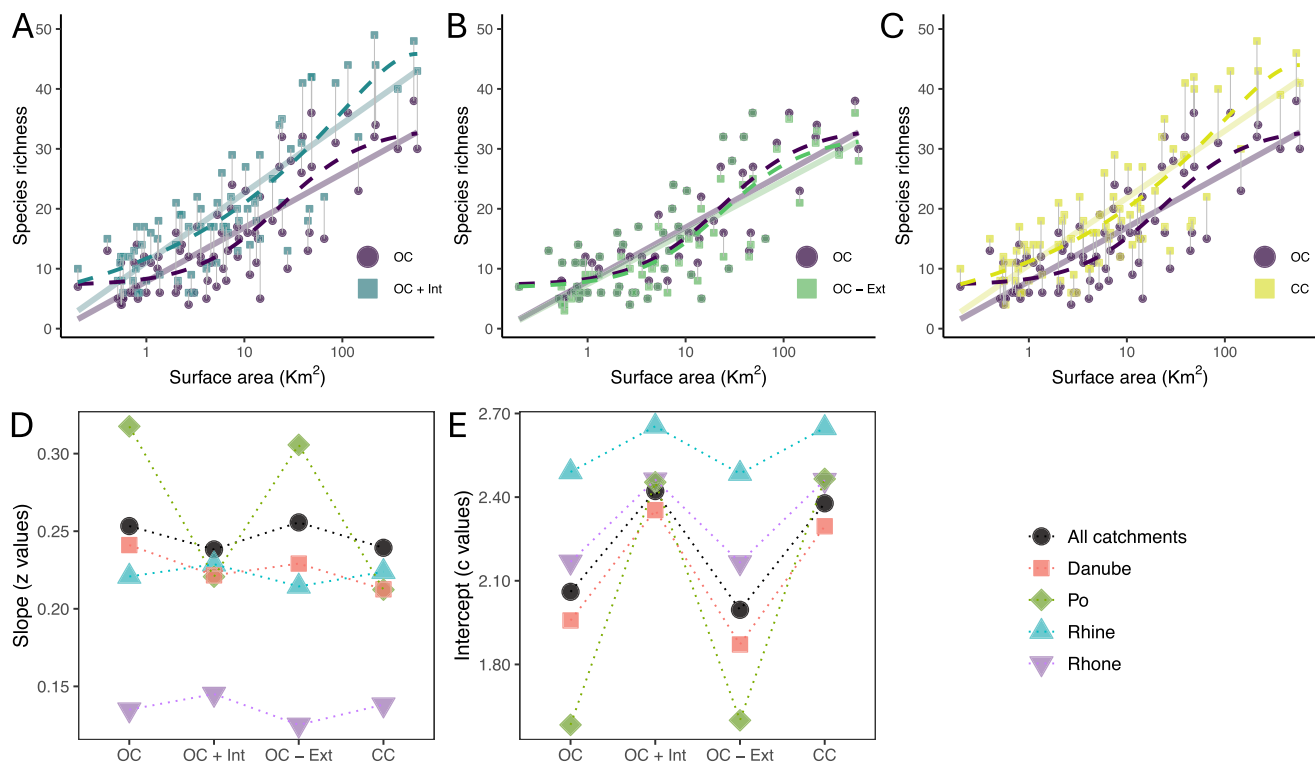 A
50
40
30
20
10
0
Species richness
1
10
100
Surface area (Km²)
OC
OC + Int
B
50
40
30
20
10
0
Species richness
1
10
100
Surface area (Km²)
OC
OC − Ext
C
50
40
30
20
10
0
Species richness
1
10
100
Surface area (Km²)
OC
CC
D
0.30
0.25
0.20
0.15
Slope (z values)
OC
OC + Int
OC − Ext
CC
E
2.70
2.40
2.10
1.80
Intercept (c values)
OC
OC + Int
OC − Ext
CC
All catchments
Danube
Po
Rhine
Rhone